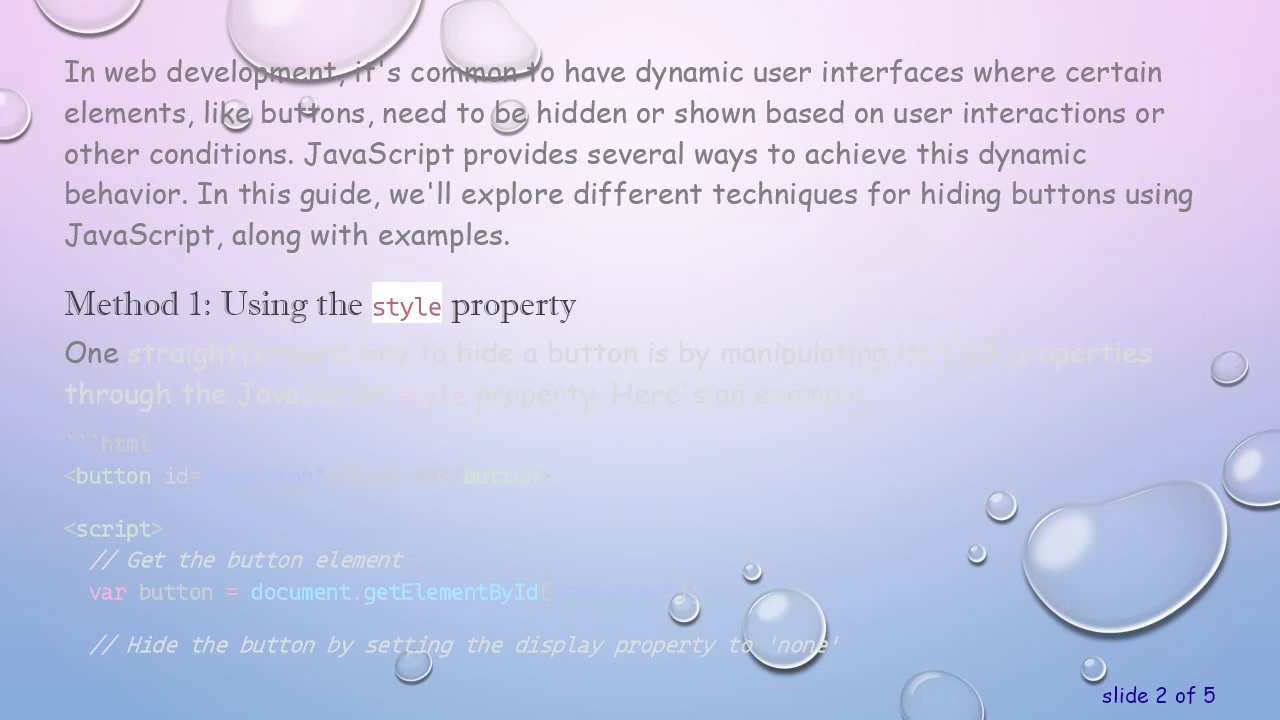 In web development, it's common to have dynamic user interfaces where certain
elements, like buttons, need to be hidden or shown based on user interactions or
other conditions. JavaScript provides several ways to achieve this dynamic
behavior. In this guide, we'll explore different techniques for hiding buttons using
JavaScript, along with examples.
Method 1: Using the style property
One straightforward way to hide a button is by manipulating its CSS properties
through the JavaScript style property. Here's an example:
```html
<button id=
button>
<script>
// Get the button element
var button = document.getElementById(
// Hide the button by setting the display property to 'none'
slide 2 of 5